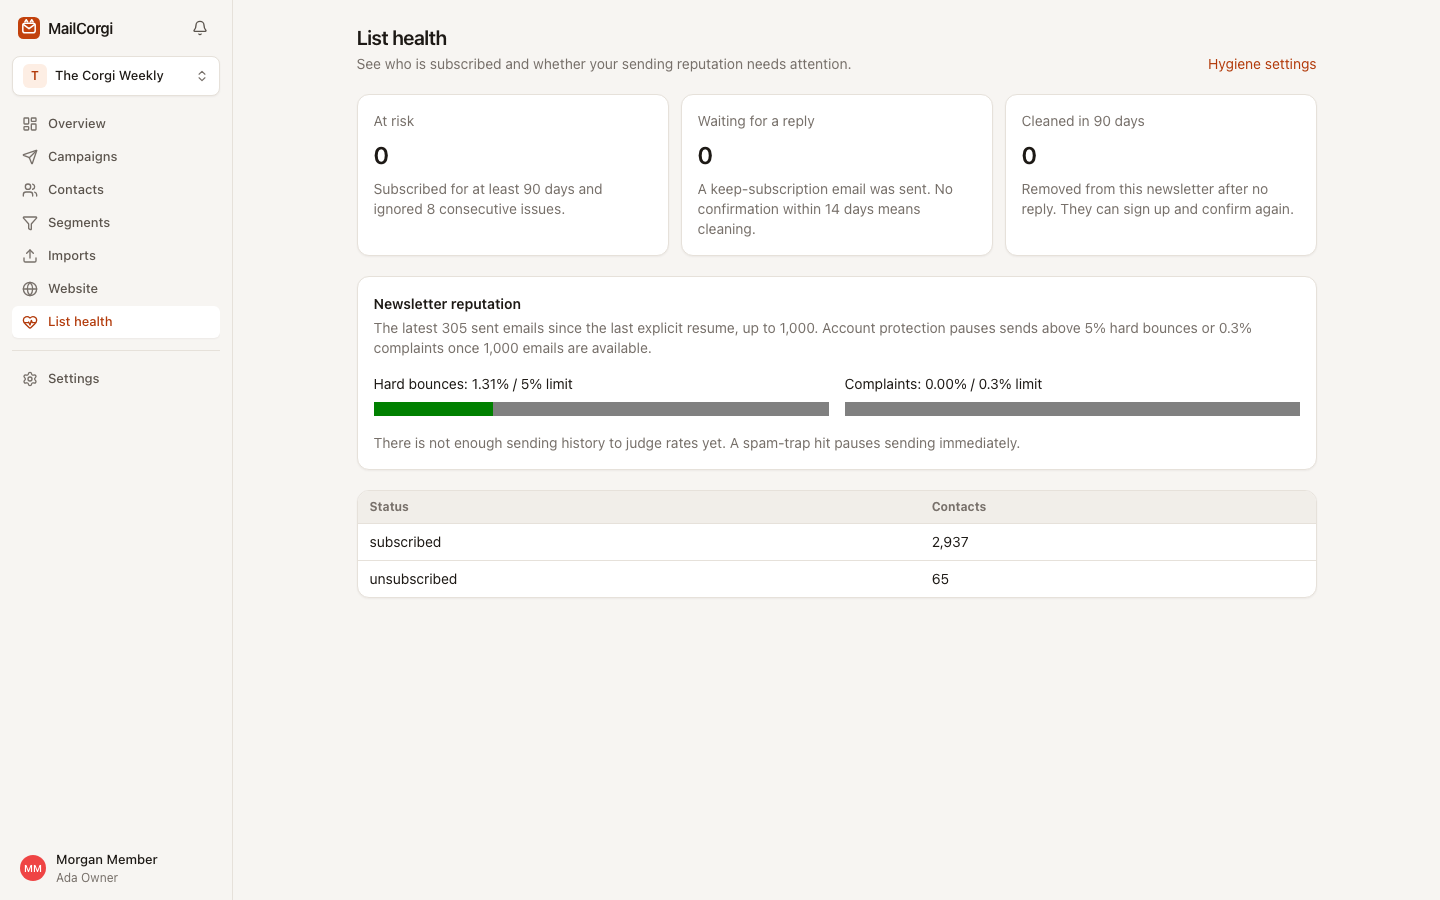 MailCorgi
T The Corgi Weekly
Overview
Campaigns
Contacts
Segments
Imports
Website
List health
Settings
MM Morgan Member
Ada Owner
List health
See who is subscribed and whether your sending reputation needs attention.
Hygiene settings
At risk
0
Subscribed for at least 90 days and
ignored 8 consecutive issues.
Waiting for a reply
0
A keep-subscription email was sent. No
confirmation within 14 days means
cleaning.
Cleaned in 90 days
0
Removed from this newsletter after no
reply. They can sign up and confirm again.
Newsletter reputation
The latest 305 sent emails since the last explicit resume, up to 1,000. Account protection pauses sends above 5% hard bounces or 0.3%
complaints once 1,000 emails are available.
Hard bounces: 1.31% / 5% limit
Complaints: 0.00% / 0.3% limit
There is not enough sending history to judge rates yet. A spam-trap hit pauses sending immediately.
Status Contacts
subscribed 2,937
unsubscribed 65